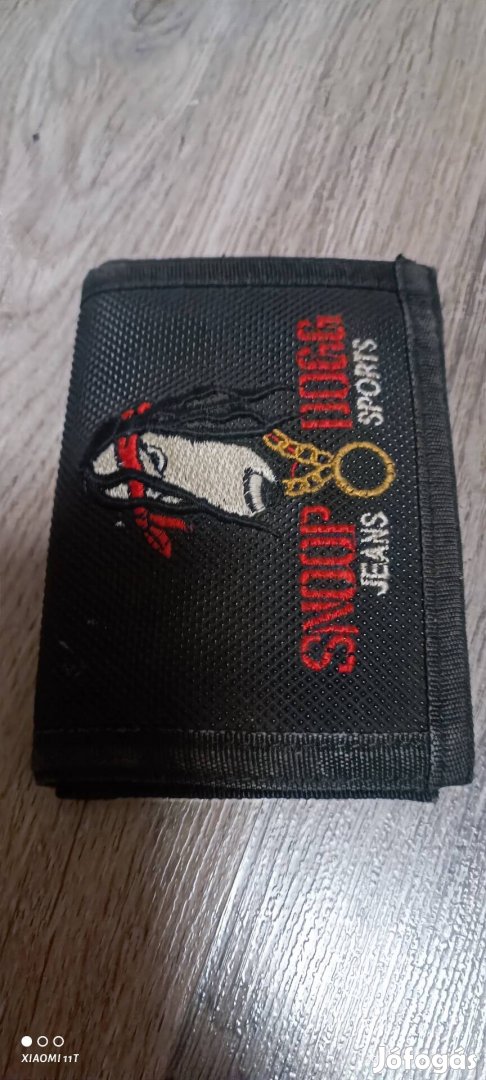 SNOOP DOGG
JEANS SPORTS
XIAOMI 11T
Jófogás